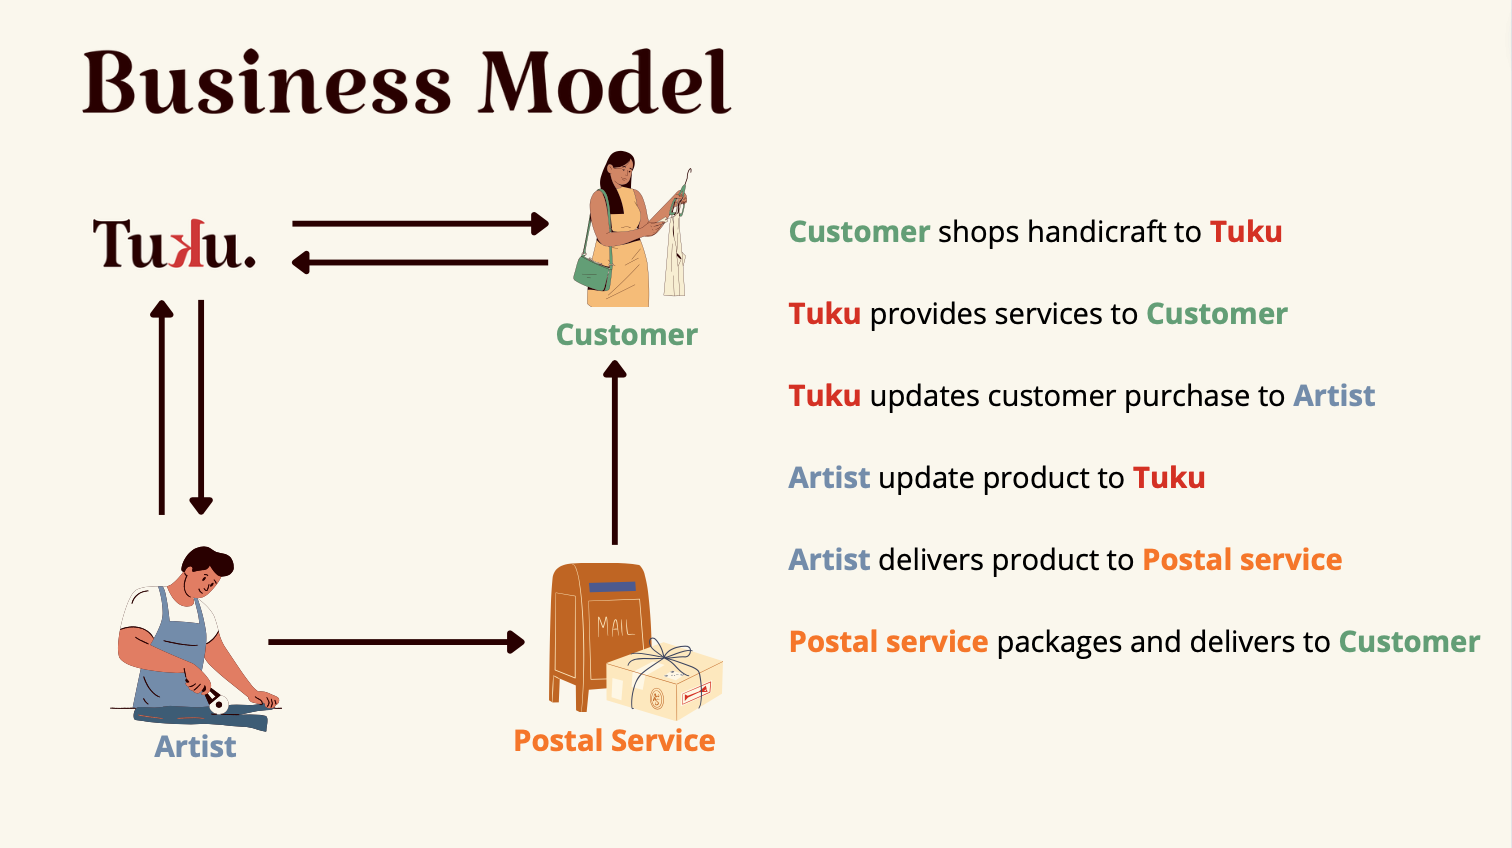 Business Model
Tuku.
Customer
MAIL
Artist
Postal Service
Customer shops handicraft to Tuku
Tuku provides services to Customer
Tuku updates customer purchase to Artist
Artist update product to Tuku
Artist delivers product to Postal service
Postal service packages and delivers to Customer